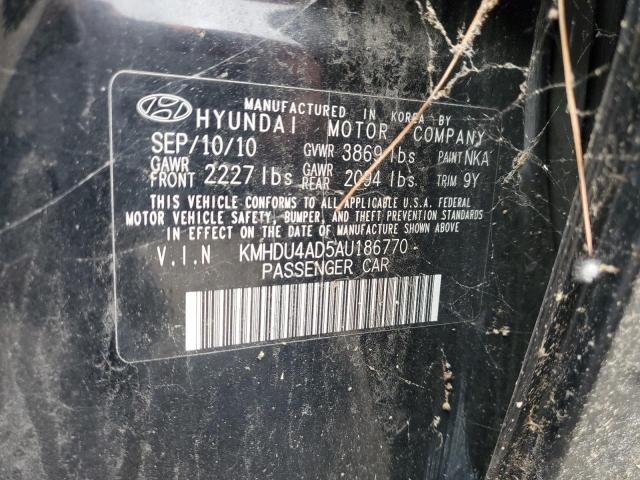 MANUFACTURED IN KOREA BY
HYUNDAI MOTOR COMPANY
SEP/10/10 GVWR 3869 lbs PAINT NKA
GAWR FRONT 2227 lbs GAWR REAR 2094 lbs TRIM 9Y
THIS VEHICLE CONFORMS TO ALL APPLICABLE U.S.A. FEDERAL
MOTOR VEHICLE SAFETY, BUMPER, AND THEFT PREVENTION STANDARDS
IN EFFECT ON THE DATE OF MANUFACTURE SHOWN ABOVE
V.I.N KMHDU4AD5AU186770
PASSENGER CAR